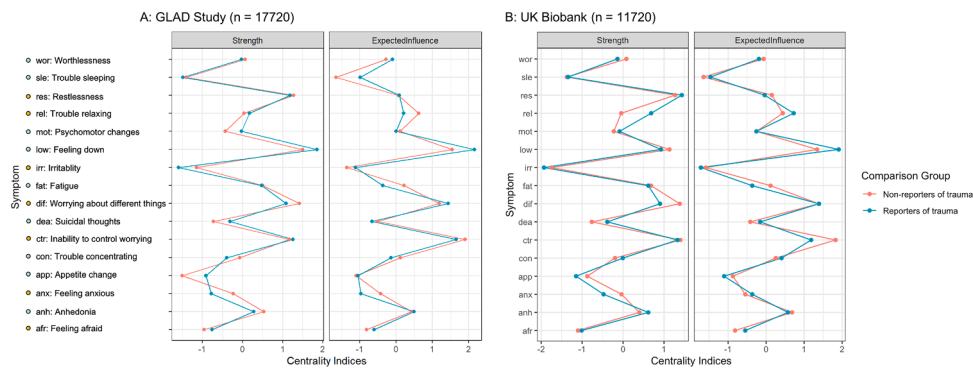 A: GLAD Study (n = 17720)
B: UK Biobank (n = 11720)
Strength
ExpectedInfluence
Strength
ExpectedInfluence
Symptom
wor: Worthlessness
sle: Trouble sleeping
res: Restlessness
rel: Trouble relaxing
mot: Psychomotor changes
low: Feeling down
irr: Irritablity
fat: Fatigue
dif: Worrying about different things
dea: Suicidal thoughts
ctr: Inability to control worrying
con: Trouble concentrating
app: Appetite change
anx: Feeling anxious
anh: Anhedonia
afr: Feeling afraid
-1 0 1 2
-1 0 1 2
Centrality Indices
Symptom
wor
sle
res
rel
mot
low
irr
fat
dif
dea
ctr
con
app
anx
anh
afr
-2 -1 0 1
-1 0 1 2
Centrality Indices
Comparison Group
Non-reporters of trauma
Reporters of trauma